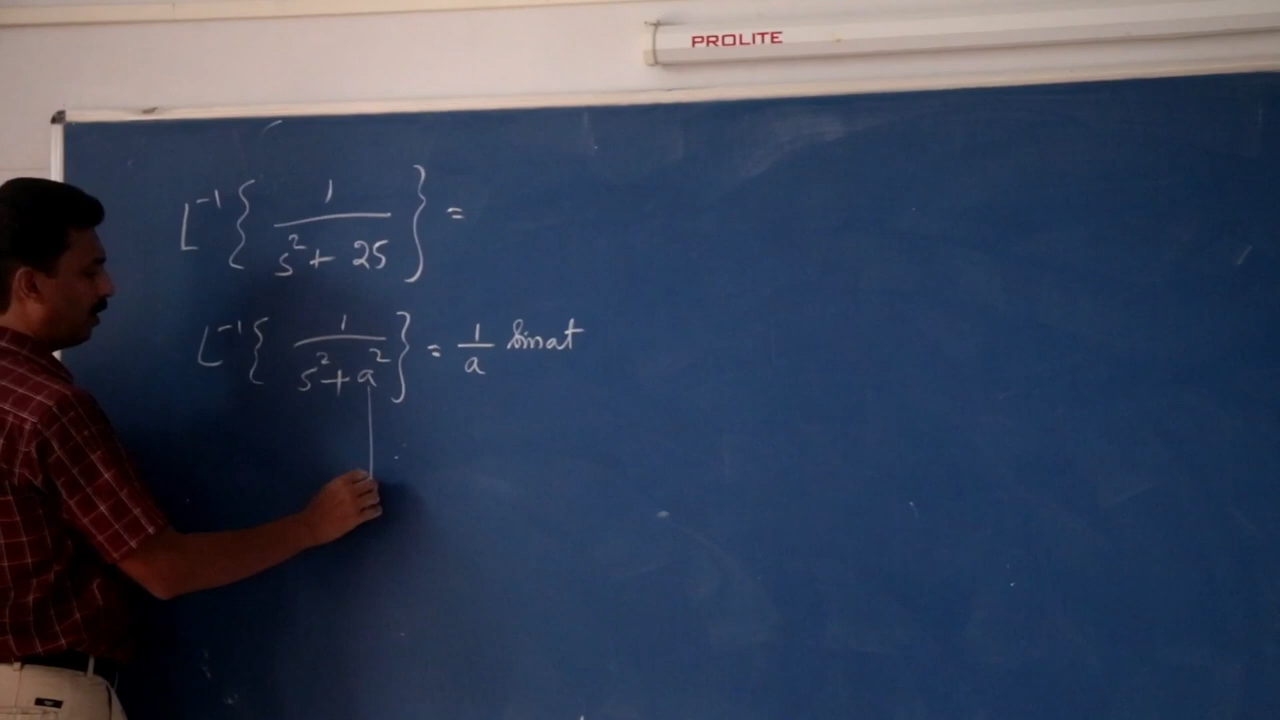 PROLITE
L⁻¹{ 1/(s² + 25) } =
L⁻¹{ 1/(s² + a²) } = 1/a Sinat